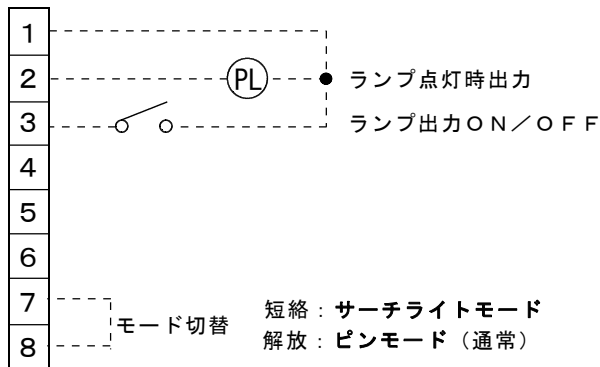 1
2 PL ランプ点灯時出力
3 ランプ出力ON／OFF
4
5
6
7 短絡：サーチライトモード
モード切替
8 解放：ピンモード（通常）